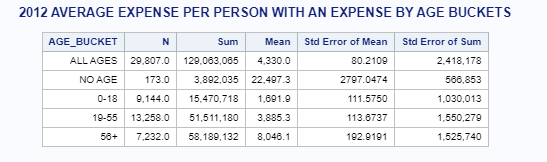 2012 AVERAGE EXPENSE PER PERSON WITH AN EXPENSE BY AGE BUCKETS
AGE_BUCKET N Sum Mean Std Error of Mean Std Error of Sum
ALL AGES 29,807.0 129,063,065 4,330.0 80.2109 2,418,178
NO AGE 173.0 3,892,035 22,497.3 2797.0474 566,853
0-18 9,144.0 15,470,718 1,691.9 111.5750 1,030,013
19-55 13,258.0 51,511,180 3,885.3 113.6737 1,550,279
56+ 7,232.0 58,189,132 8,046.1 192.9191 1,525,740